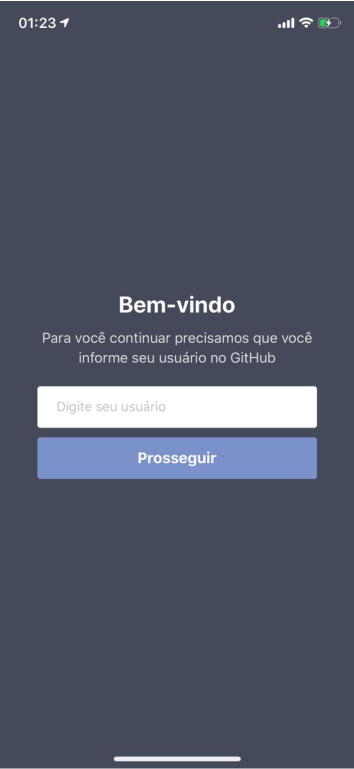 01:23
Bem-vindo
Para você continuar precisamos que você
informe seu usuário no GitHub
Digite seu usuário
Prosseguir